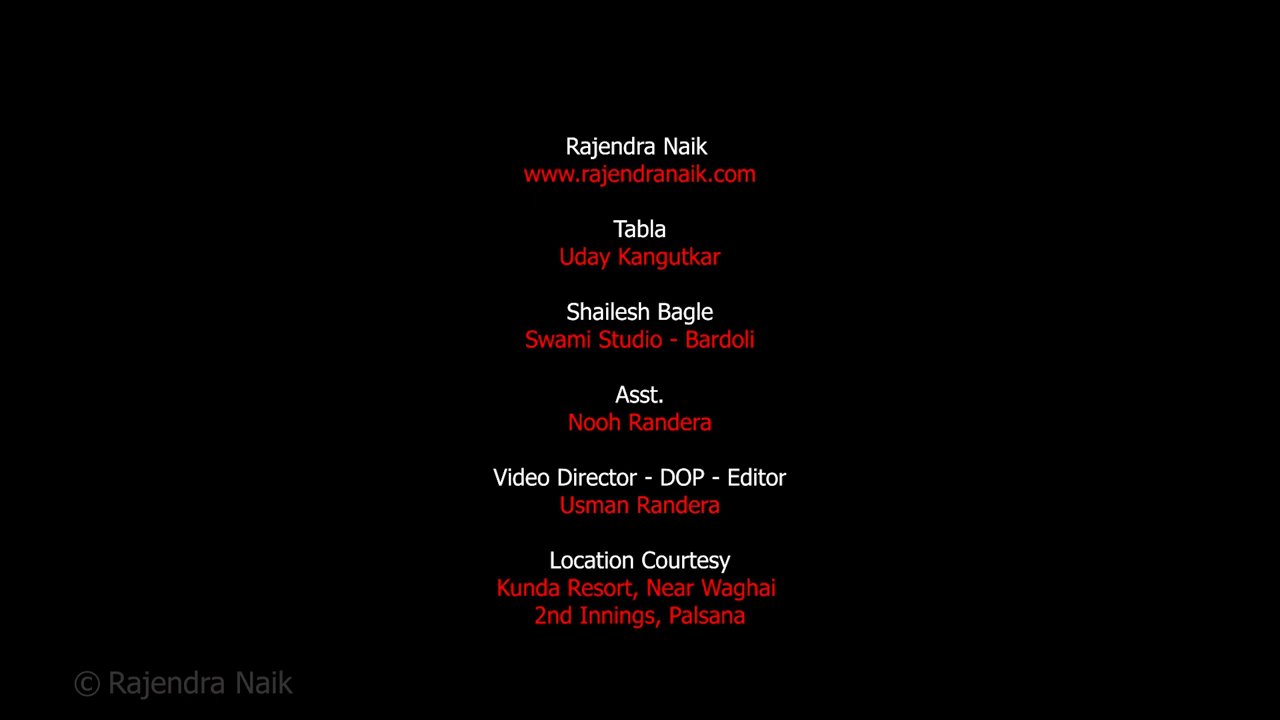 Rajendra Naik
www.rajendranaik.com
Tabla
Uday Kangutkar
Shailesh Bagle
Swami Studio - Bardoli
Asst.
Nooh Randera
Video Director - DOP - Editor
Usman Randera
Location Courtesy
Kunda Resort, Near Waghai
2nd Innings, Palsana
© Rajendra Naik